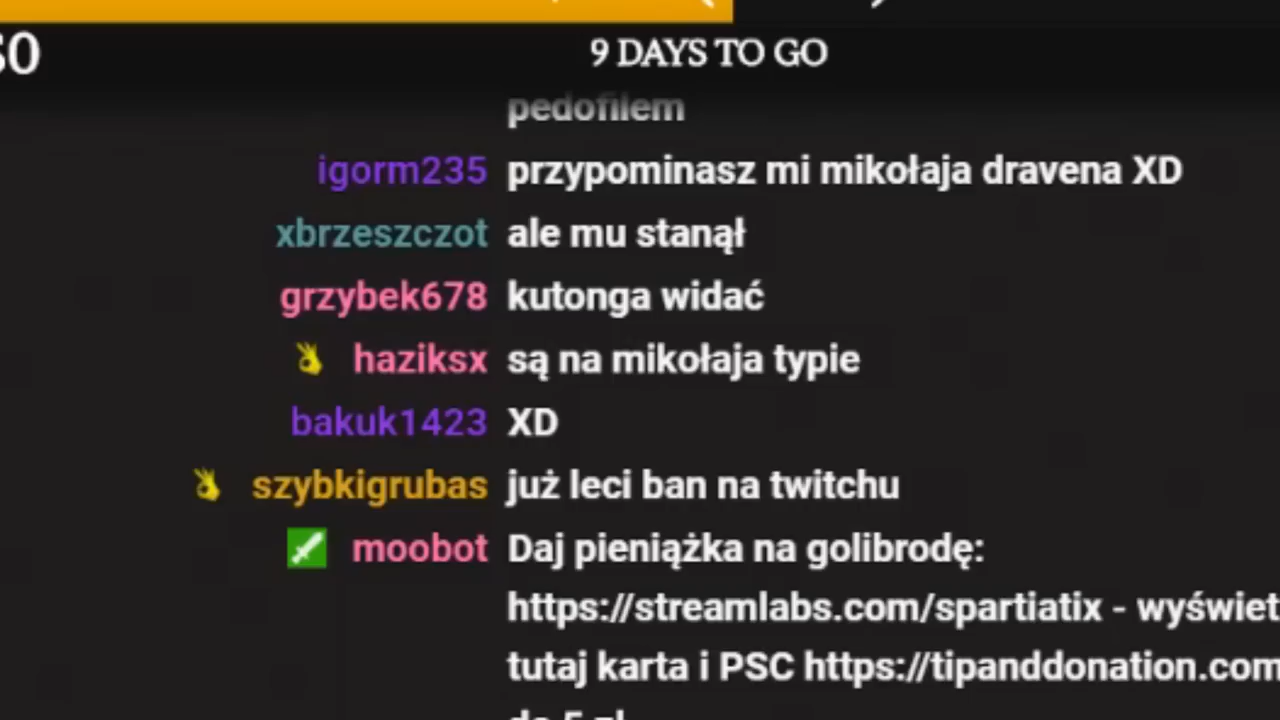 9 DAYS TO GO
pedofilem
igorm235 przypominasz mi mikołaja dravena XD
xbrzeszczot ale mu stanął
grzybek678 kutonga widać
haziksx są na mikołaja typie
bakuk1423 XD
szybkigrubas już leci ban na twitchu
moobot Daj pieniążka na golibrodę:
https://streamlabs.com/spartiatix - wyświet
tutaj karta i PSC https://tipanddonation.com